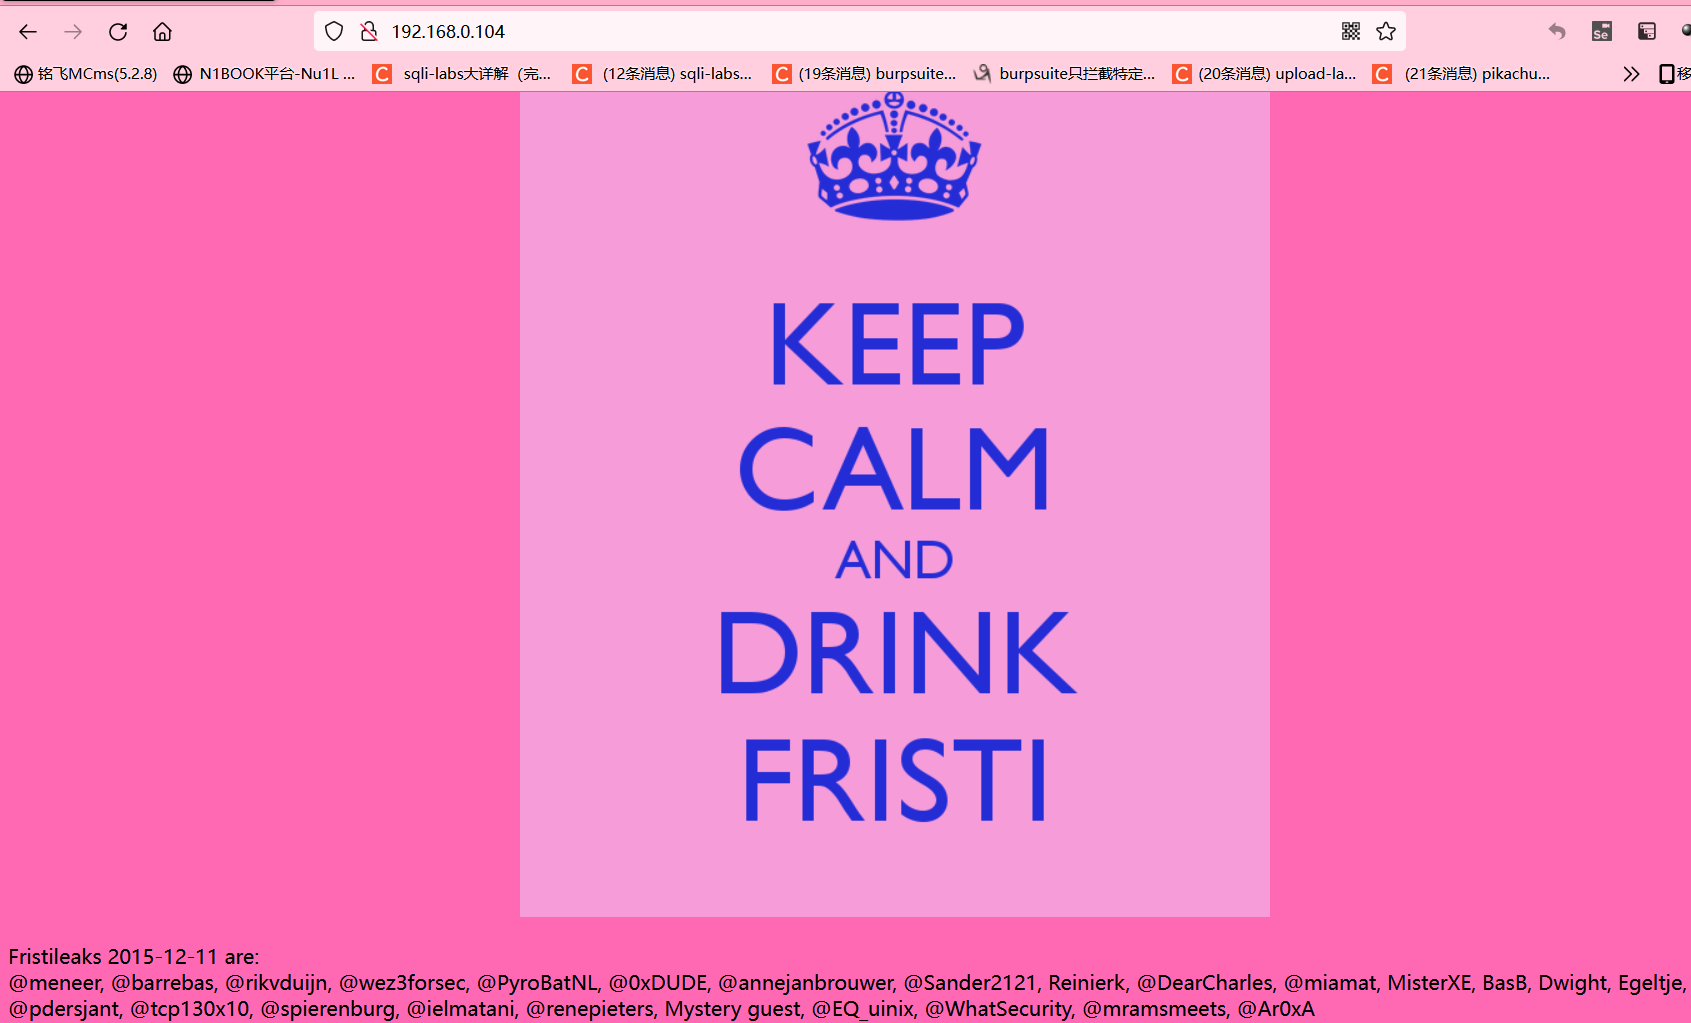 192.168.0.104
铭飞MCms(5.2.8) N1BOOK平台-Nu1L ... sqli-labs大详解（完... (12条消息) sqli-labs... (19条消息) burpsuite... burpsuite只拦截特定... (20条消息) upload-la... (21条消息) pikachu... 移
Se
KEEP
CALM
AND
DRINK
FRISTI
Fristileaks 2015-12-11 are:
@meneer, @barrebas, @rikvduijn, @wez3forsec, @PyroBatNL, @0xDUDE, @annejanbrouwer, @Sander2121, Reinierk, @DearCharles, @miamat, MisterXE, BasB, Dwight, Egeltje,
@pdersjant, @tcp130x10, @spierenburg, @ielmatani, @renepieters, Mystery guest, @EQ_uinix, @WhatSecurity, @mramsmeets, @Ar0xA